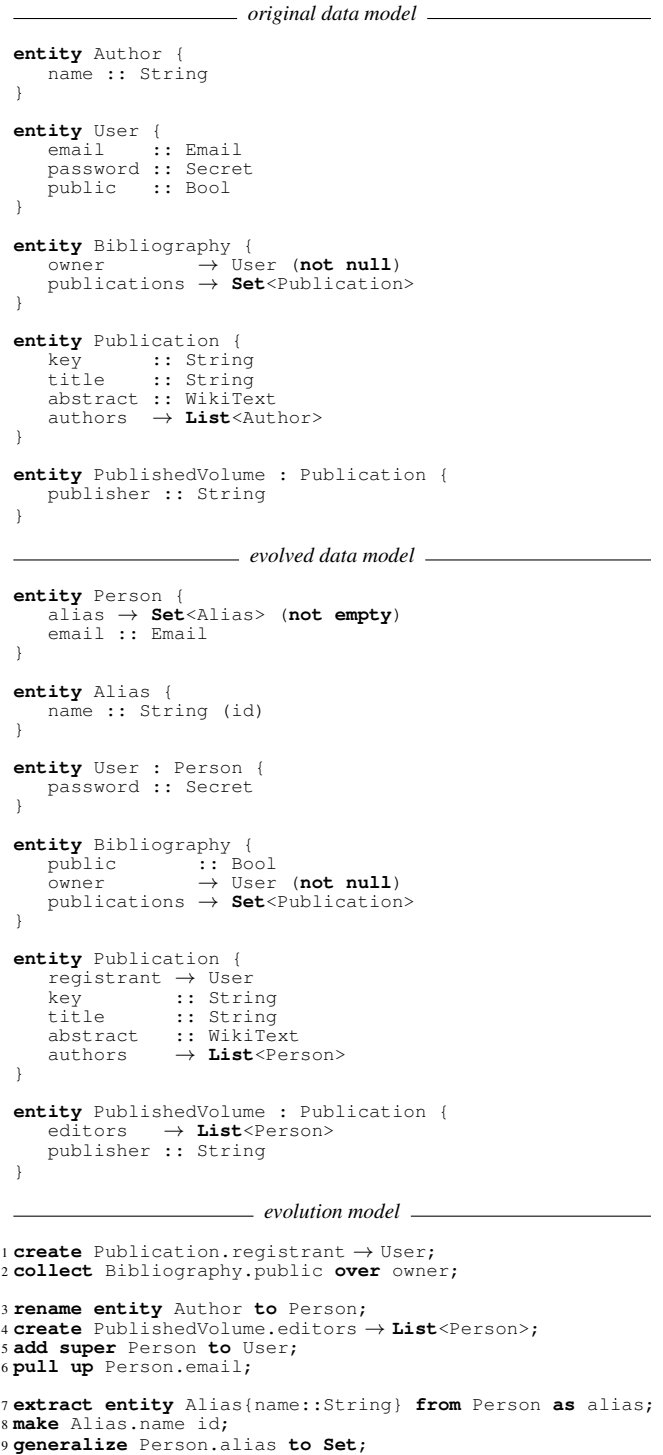 original data model
entity Author {
   name :: String
}
entity User {
   email    :: Email
   password :: Secret
   public   :: Bool
}
entity Bibliography {
   owner        → User (not null)
   publications → Set<Publication>
}
entity Publication {
   key      :: String
   title    :: String
   abstract :: WikiText
   authors  → List<Author>
}
entity PublishedVolume : Publication {
   publisher :: String
}
evolved data model
entity Person {
   alias → Set<Alias> (not empty)
   email :: Email
}
entity Alias {
   name :: String (id)
}
entity User : Person {
   password :: Secret
}
entity Bibliography {
   public       :: Bool
   owner        → User (not null)
   publications → Set<Publication>
}
entity Publication {
   registrant → User
   key        :: String
   title      :: String
   abstract   :: WikiText
   authors    → List<Person>
}
entity PublishedVolume : Publication {
   editors   → List<Person>
   publisher :: String
}
evolution model
1 create Publication.registrant → User;
2 collect Bibliography.public over owner;
3 rename entity Author to Person;
4 create PublishedVolume.editors → List<Person>;
5 add super Person to User;
6 pull up Person.email;
7 extract entity Alias{name::String} from Person as alias;
8 make Alias.name id;
9 generalize Person.alias to Set;